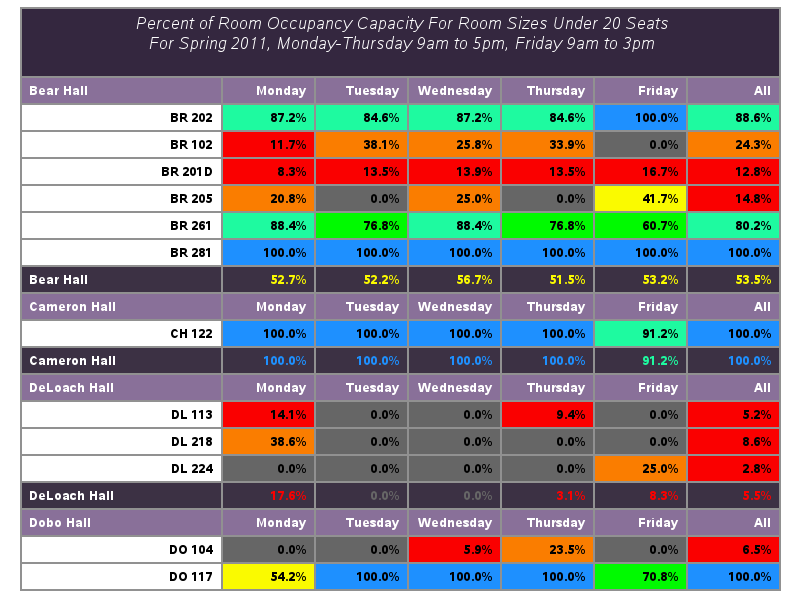 Percent of Room Occupancy Capacity For Room Sizes Under 20 Seats
For Spring 2011, Monday-Thursday 9am to 5pm, Friday 9am to 3pm
Bear Hall Monday Tuesday Wednesday Thursday Friday All
BR 202 87.2% 84.6% 87.2% 84.6% 100.0% 88.6%
BR 102 11.7% 38.1% 25.8% 33.9% 0.0% 24.3%
BR 201D 8.3% 13.5% 13.9% 13.5% 16.7% 12.8%
BR 205 20.8% 0.0% 25.0% 0.0% 41.7% 14.8%
BR 261 88.4% 76.8% 88.4% 76.8% 60.7% 80.2%
BR 281 100.0% 100.0% 100.0% 100.0% 100.0% 100.0%
Bear Hall 52.7% 52.2% 56.7% 51.5% 53.2% 53.5%
Cameron Hall Monday Tuesday Wednesday Thursday Friday All
CH 122 100.0% 100.0% 100.0% 100.0% 91.2% 100.0%
Cameron Hall 100.0% 100.0% 100.0% 100.0% 91.2% 100.0%
DeLoach Hall Monday Tuesday Wednesday Thursday Friday All
DL 113 14.1% 0.0% 0.0% 9.4% 0.0% 5.2%
DL 218 38.6% 0.0% 0.0% 0.0% 0.0% 8.6%
DL 224 0.0% 0.0% 0.0% 0.0% 25.0% 2.8%
DeLoach Hall 17.6% 0.0% 0.0% 3.1% 8.3% 5.5%
Dobo Hall Monday Tuesday Wednesday Thursday Friday All
DO 104 0.0% 0.0% 5.9% 23.5% 0.0% 6.5%
DO 117 54.2% 100.0% 100.0% 100.0% 70.8% 100.0%